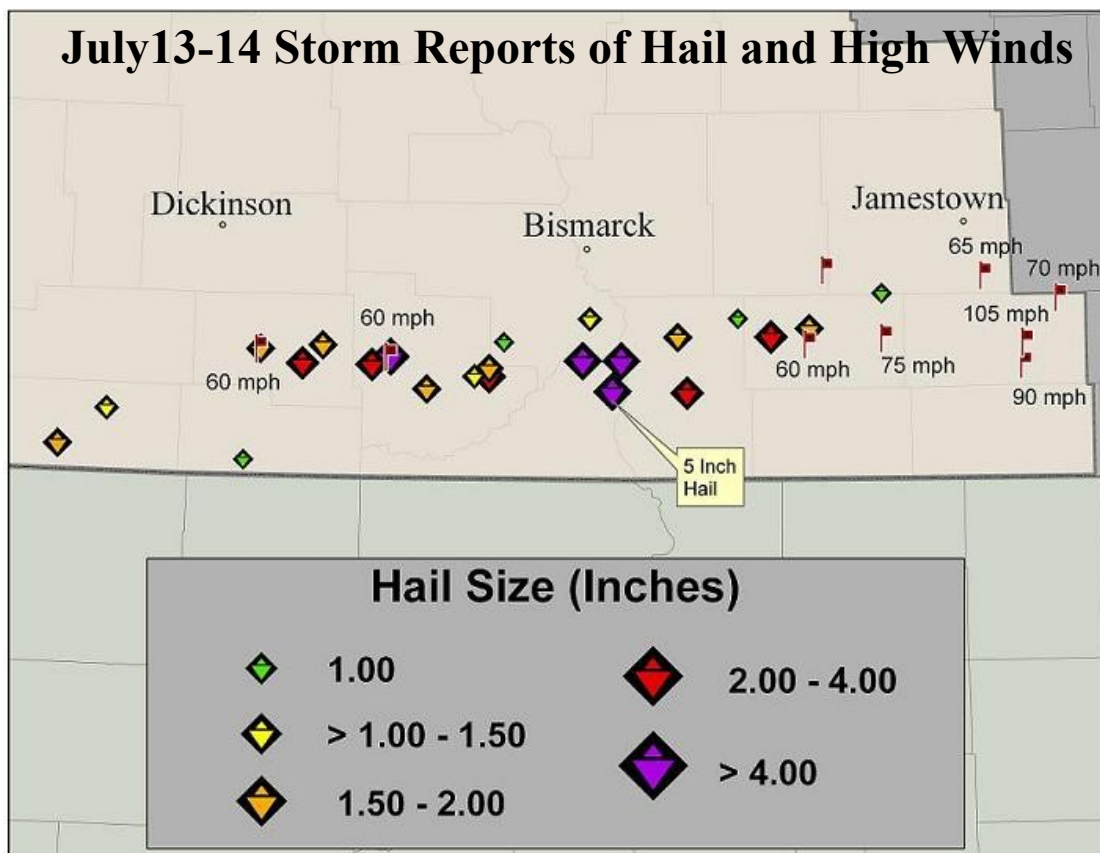 July13-14 Storm Reports of Hail and High Winds
Dickinson
Bismarck
Jamestown
65 mph
70 mph
105 mph
60 mph
60 mph
60 mph
75 mph
90 mph
5 Inch
Hail
Hail Size (Inches)
1.00
> 1.00 - 1.50
1.50 - 2.00
2.00 - 4.00
> 4.00